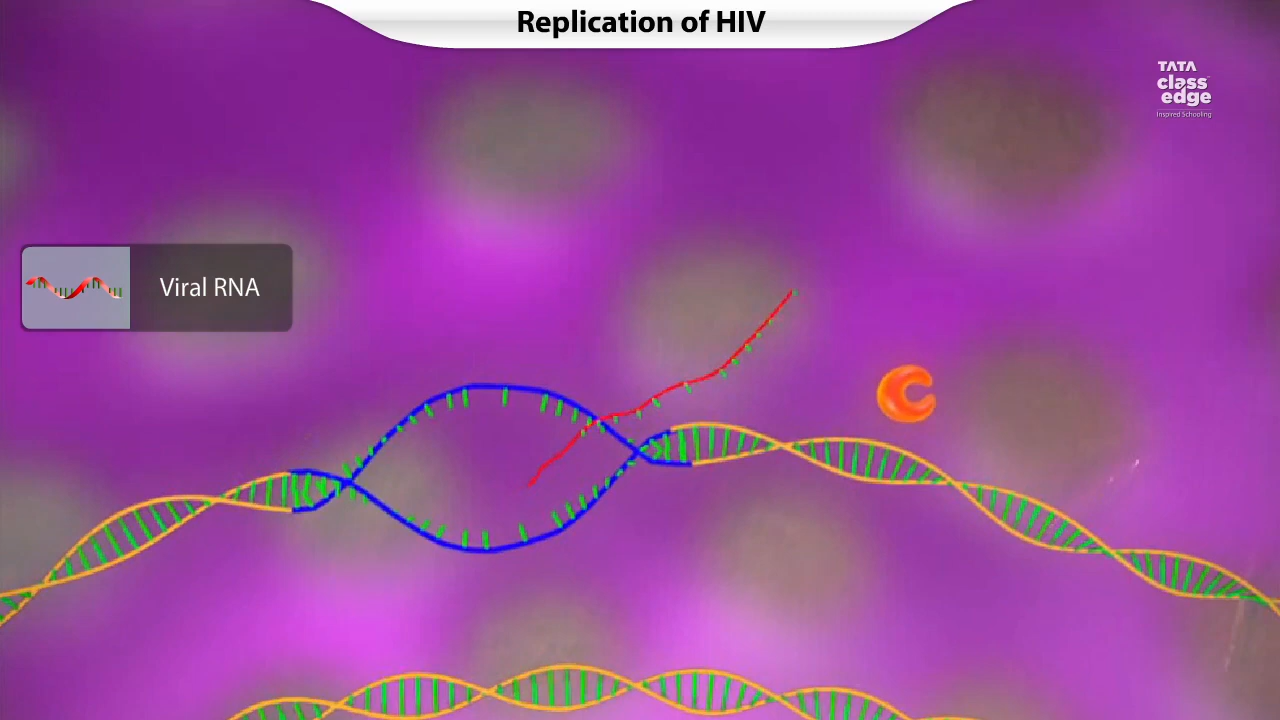 Replication of HIV
TATA
class
edge
Inspired Schooling
Viral RNA